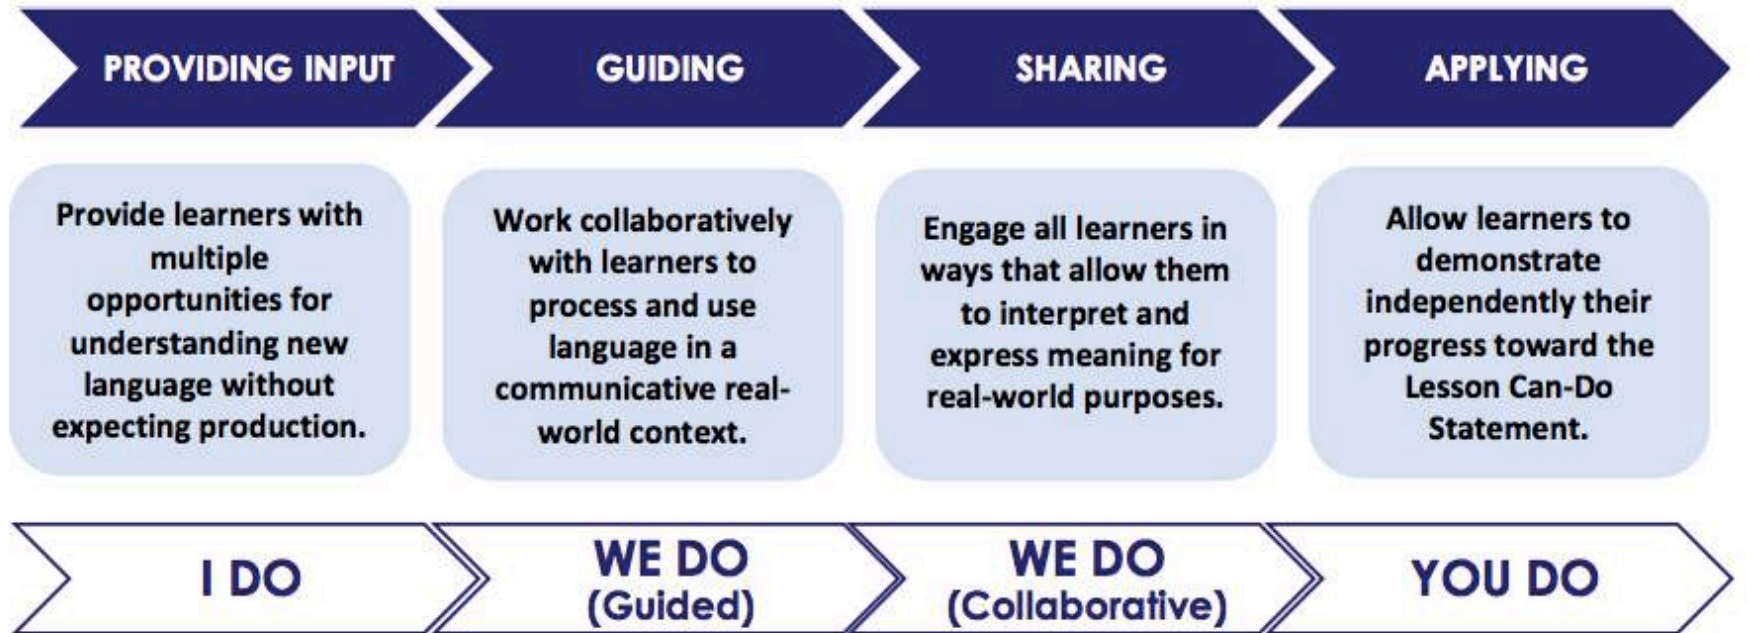 PROVIDING INPUT
GUIDING
SHARING
APPLYING
Provide learners with
multiple
opportunities for
understanding new
language without
expecting production.
Work collaboratively
with learners to
process and use
language in a
communicative real-
world context.
Engage all learners in
ways that allow them
to interpret and
express meaning for
real-world purposes.
Allow learners to
demonstrate
independently their
progress toward the
Lesson Can-Do
Statement.
I DO
WE DO
(Guided)
WE DO
(Collaborative)
YOU DO